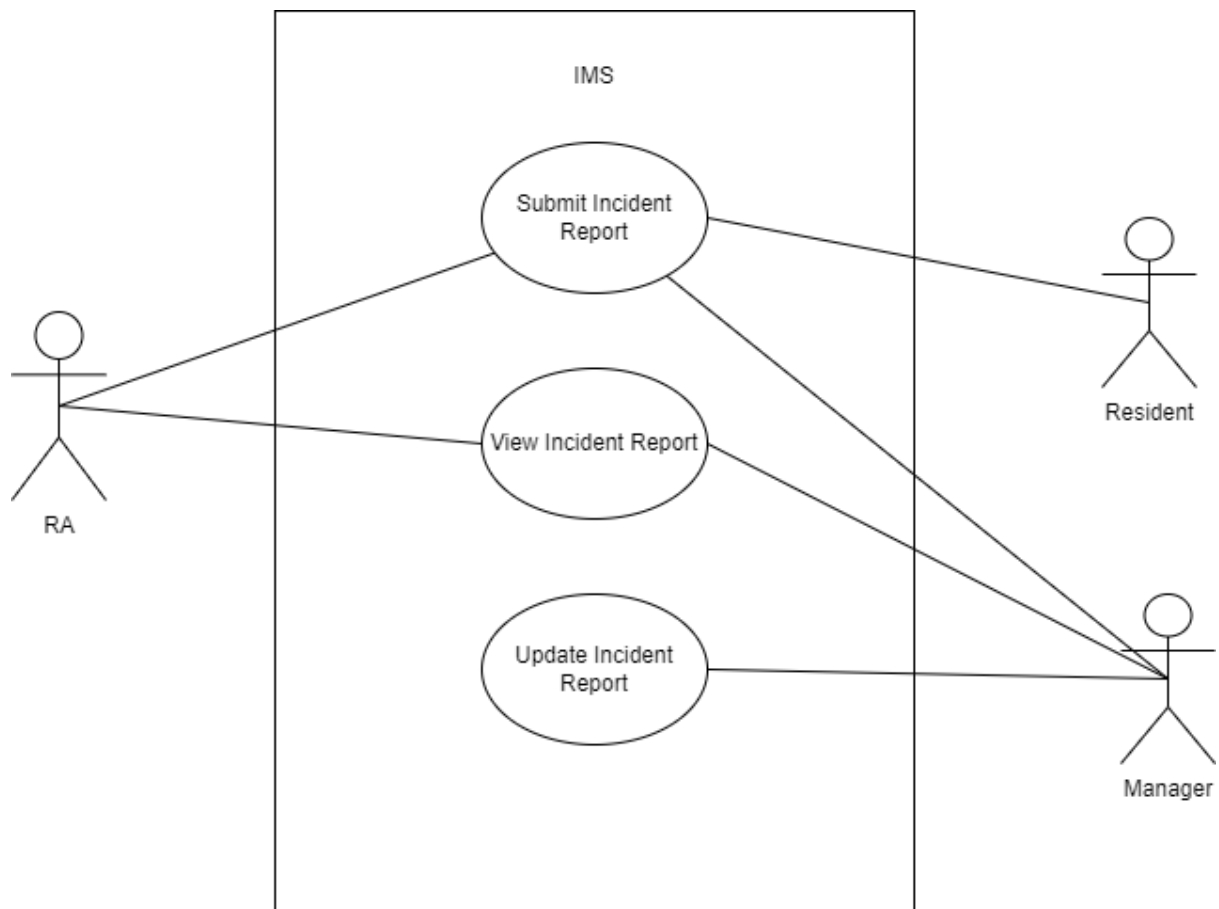 IMS
Submit Incident
Report
View Incident Report
Update Incident
Report
RA
Resident
Manager